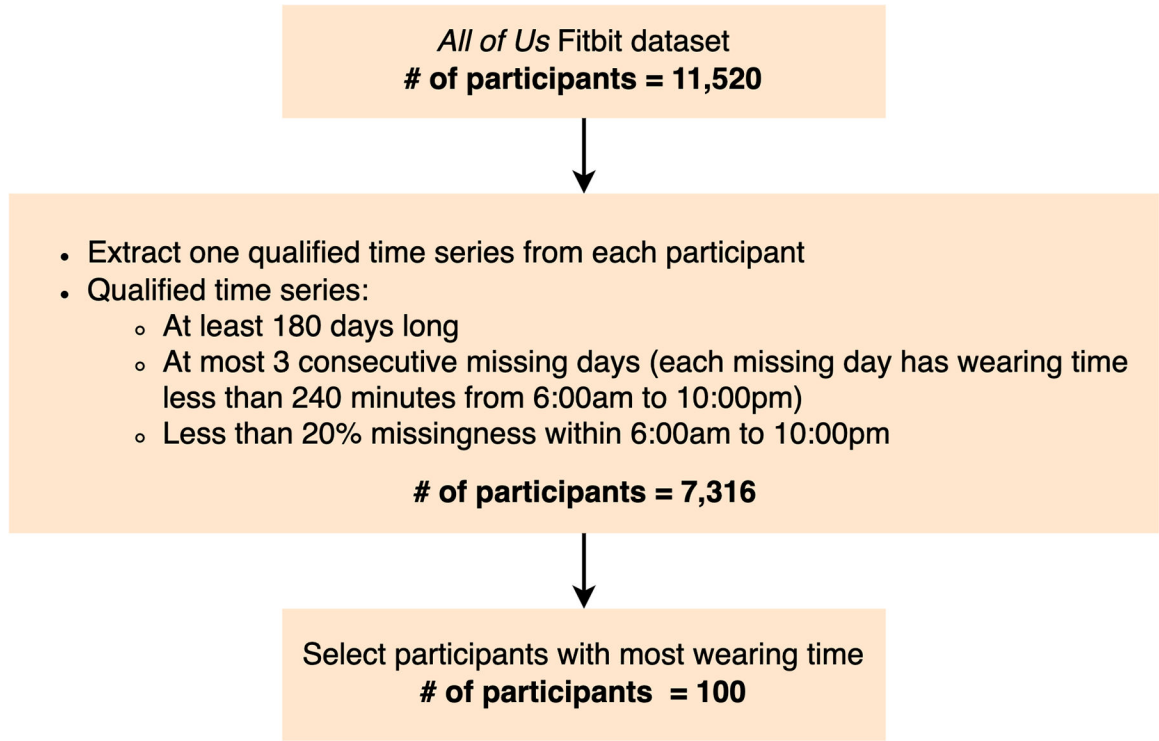 All of Us Fitbit dataset
# of participants = 11,520
• Extract one qualified time series from each participant
• Qualified time series:
○ At least 180 days long
○ At most 3 consecutive missing days (each missing day has wearing time
less than 240 minutes from 6:00am to 10:00pm)
○ Less than 20% missingness within 6:00am to 10:00pm
# of participants = 7,316
Select participants with most wearing time
# of participants = 100